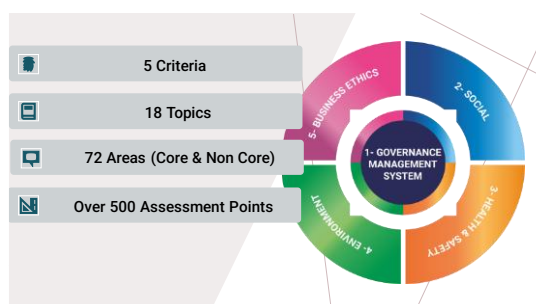 5 Criteria
18 Topics
72 Areas (Core & Non Core)
Over 500 Assessment Points
1- GOVERNANCE
MANAGEMENT
SYSTEM
2- SOCIAL
3- HEALTH & SAFETY
4- ENVIRONMENT
5- BUSINESS ETHICS